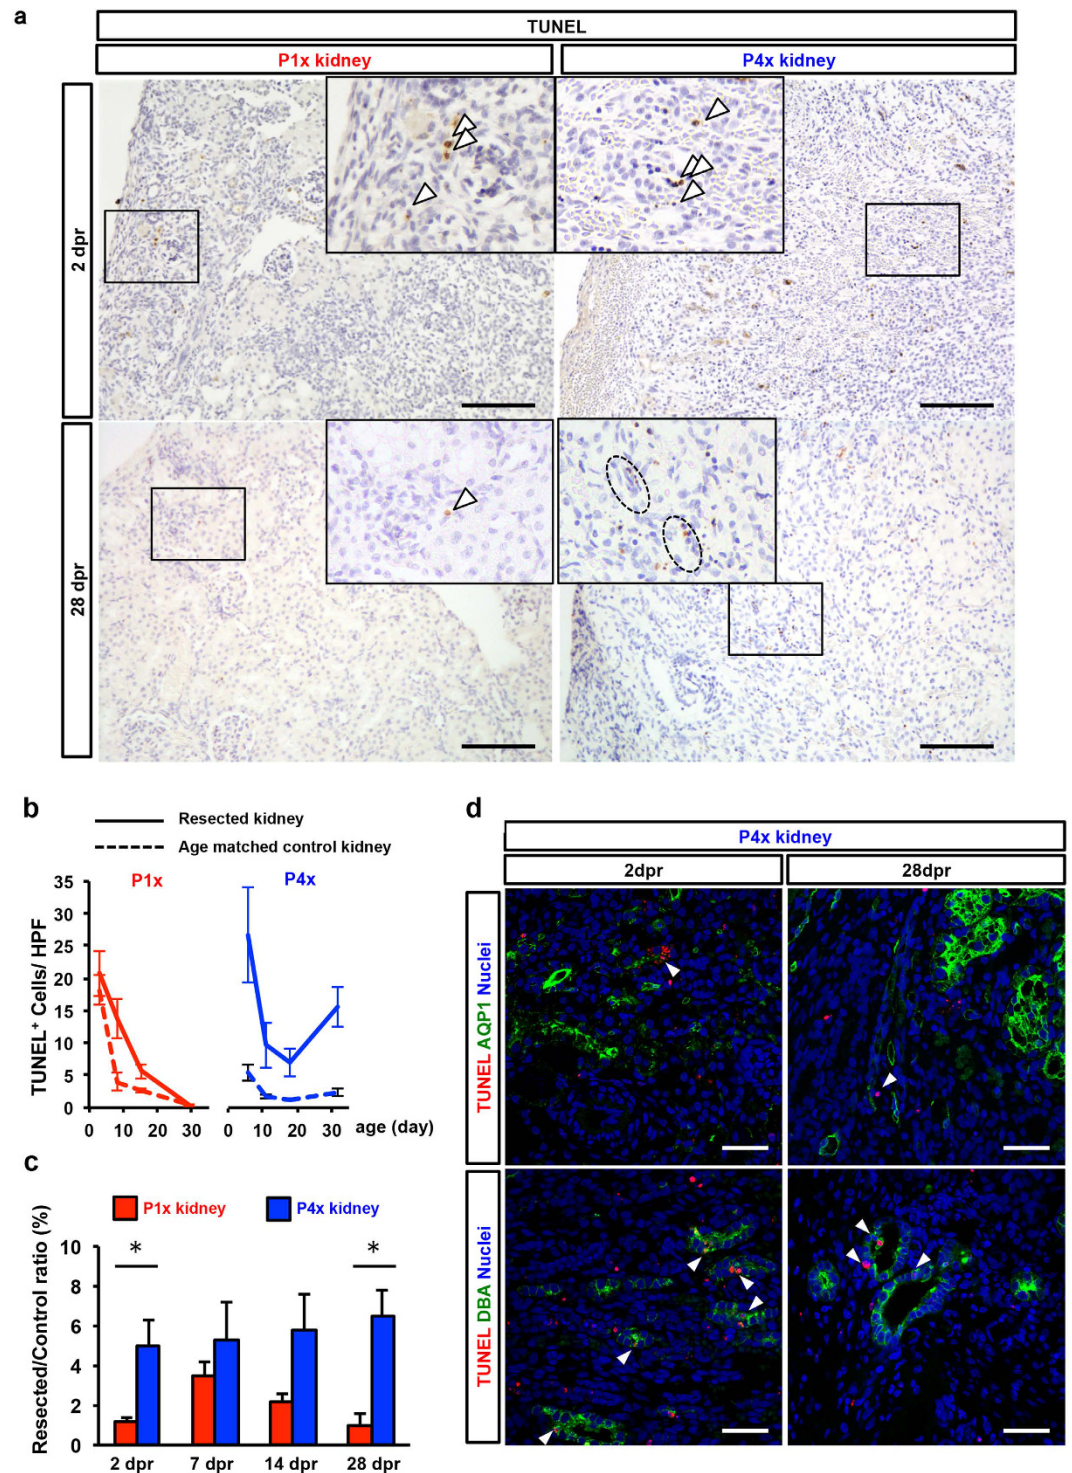 a
TUNEL
P1x kidney
P4x kidney
2 dpr
28 dpr
b
Resected kidney
Age matched control kidney
P1x
P4x
TUNEL⁺ Cells/ HPF
35
30
25
20
15
10
5
0
0 10 20 30
0 10 20 30
age (day)
c
P1x kidney
P4x kidney
Resected/Control ratio (%)
10
8
6
4
2
0
*
*
2 dpr 7 dpr 14 dpr 28 dpr
d
P4x kidney
2dpr
28dpr
TUNEL AQP1 Nuclei
TUNEL DBA Nuclei